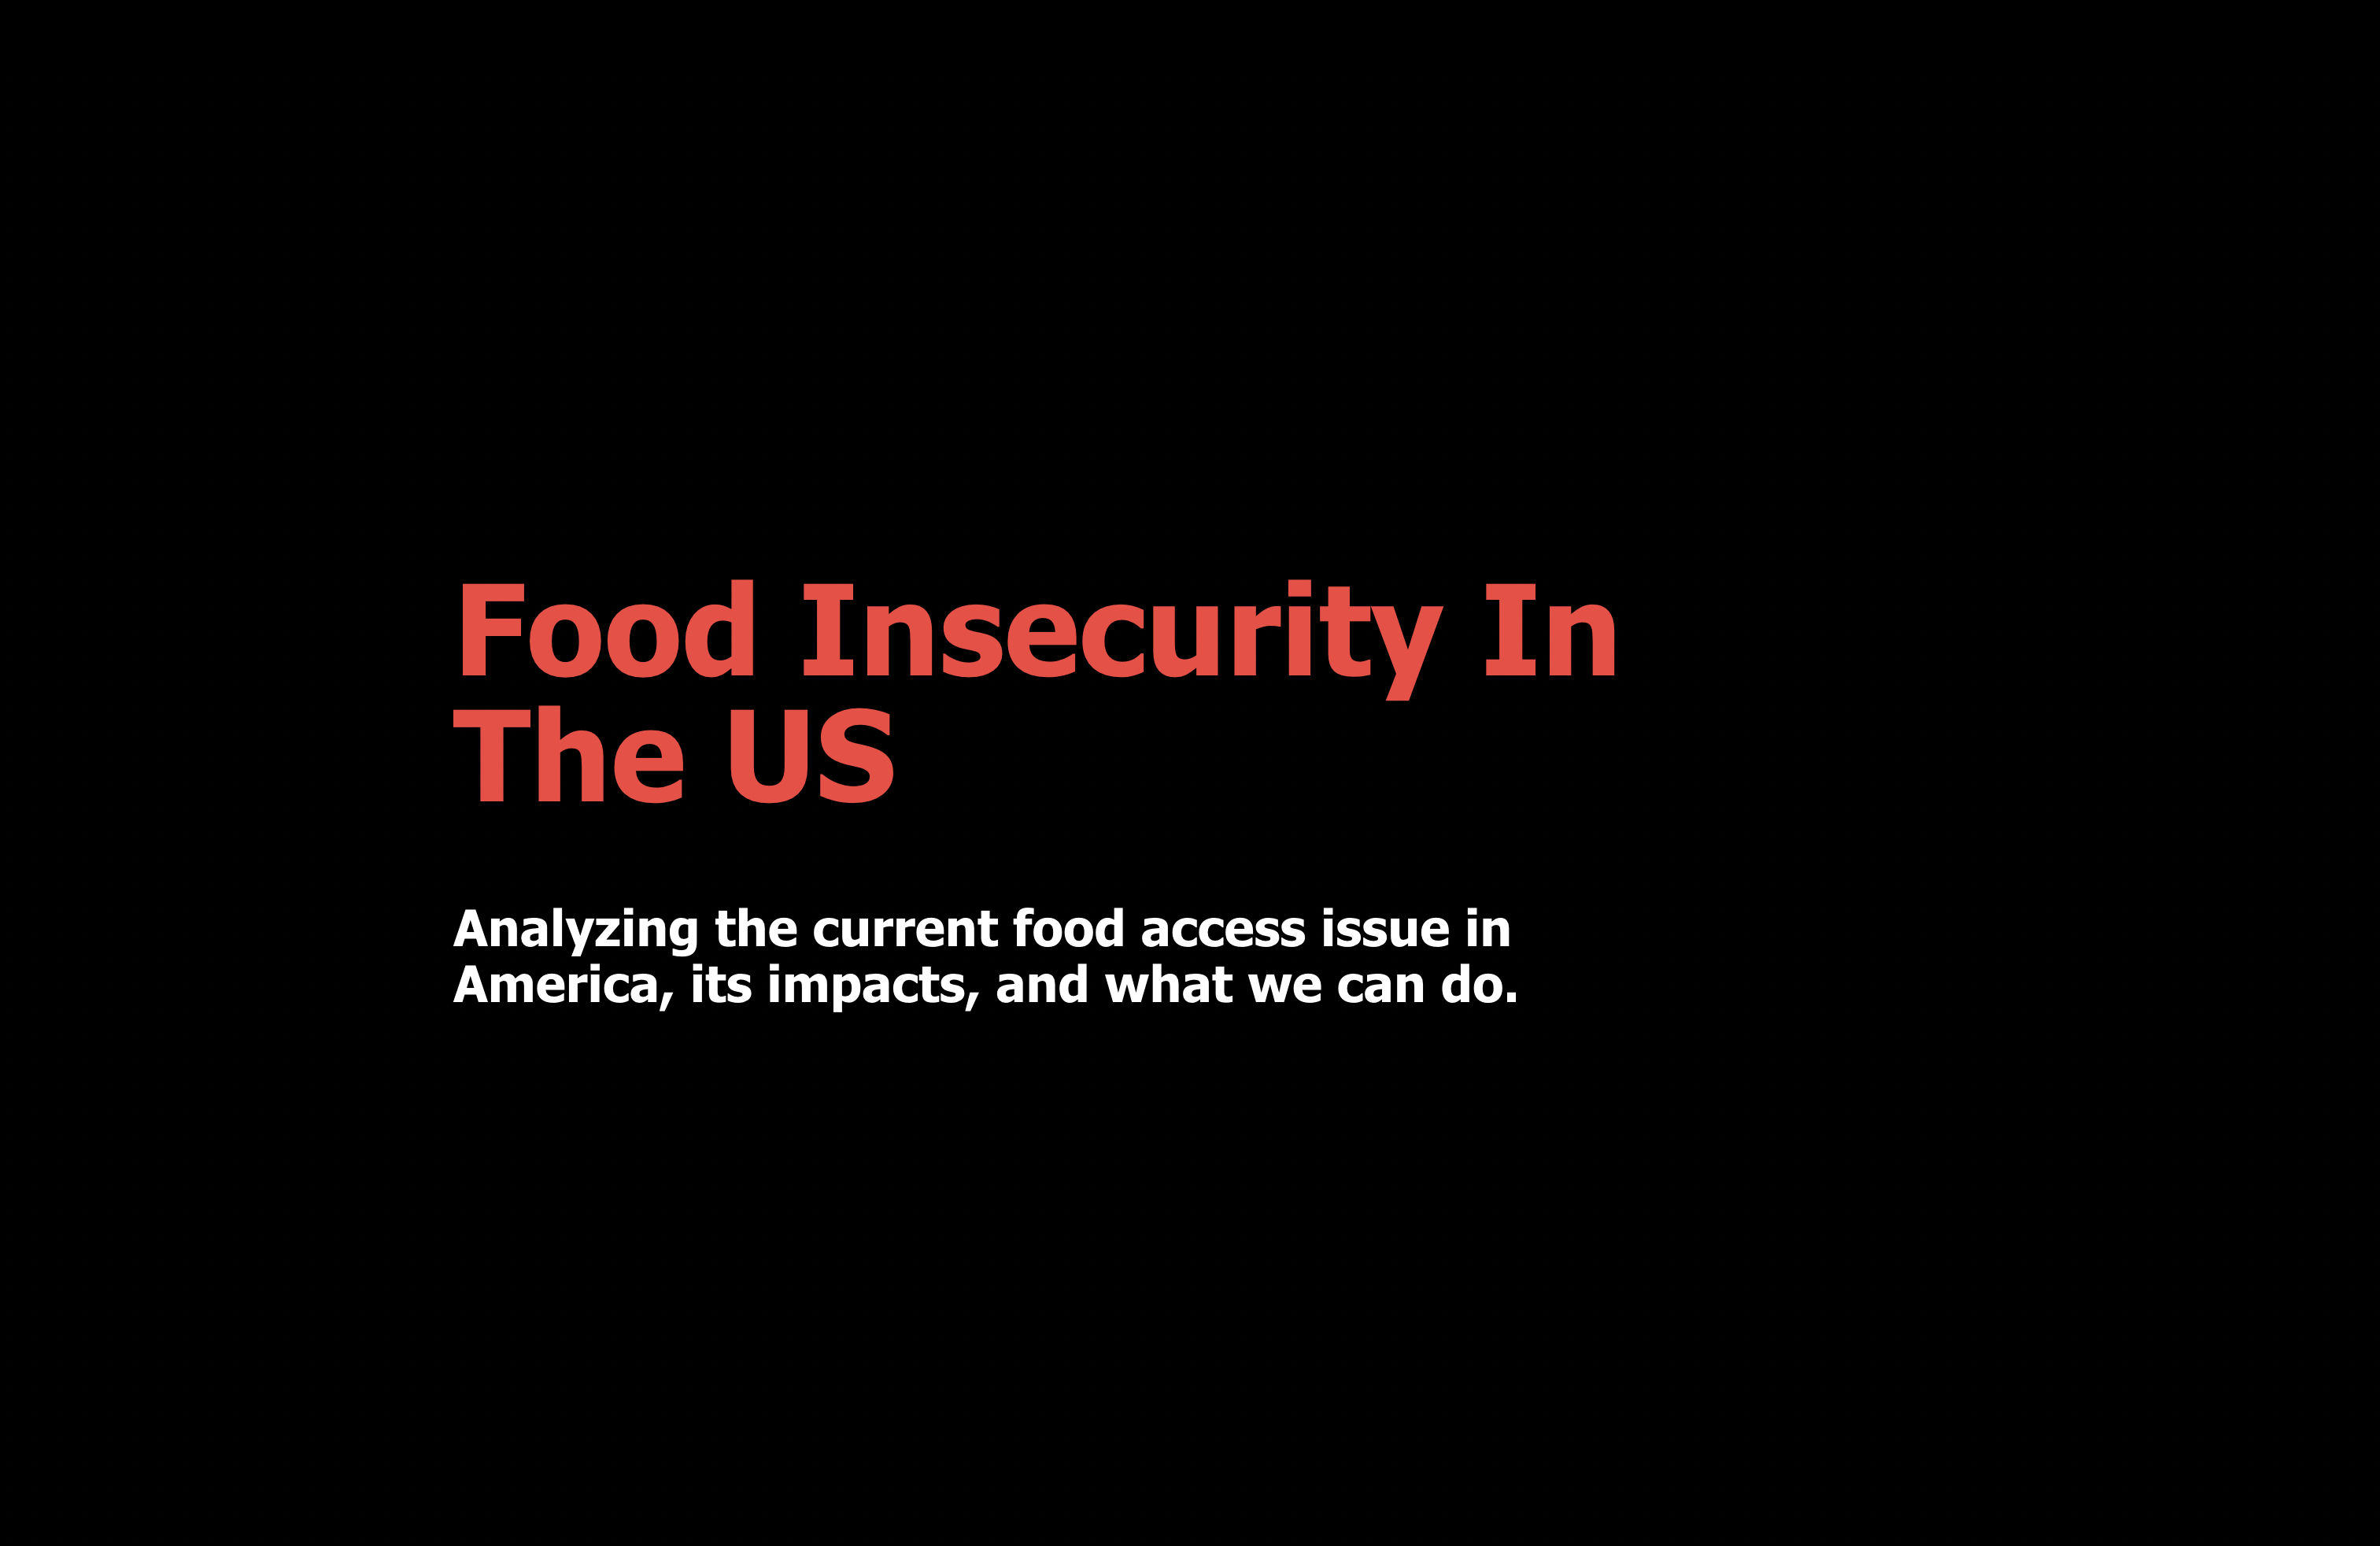 Food Insecurity In
The US
Analyzing the current food access issue in
America, its impacts, and what we can do.